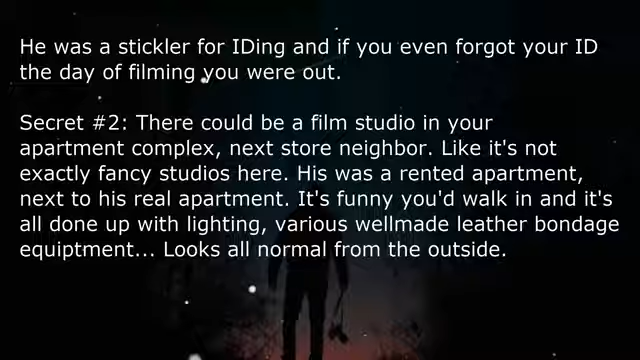 He was a stickler for IDing and if you even forgot your ID
the day of filming you were out.
Secret #2: There could be a film studio in your
apartment complex, next store neighbor. Like it's not
exactly fancy studios here. His was a rented apartment,
next to his real apartment. It's funny you'd walk in and it's
all done up with lighting, various wellmade leather bondage
equiptment... Looks all normal from the outside.